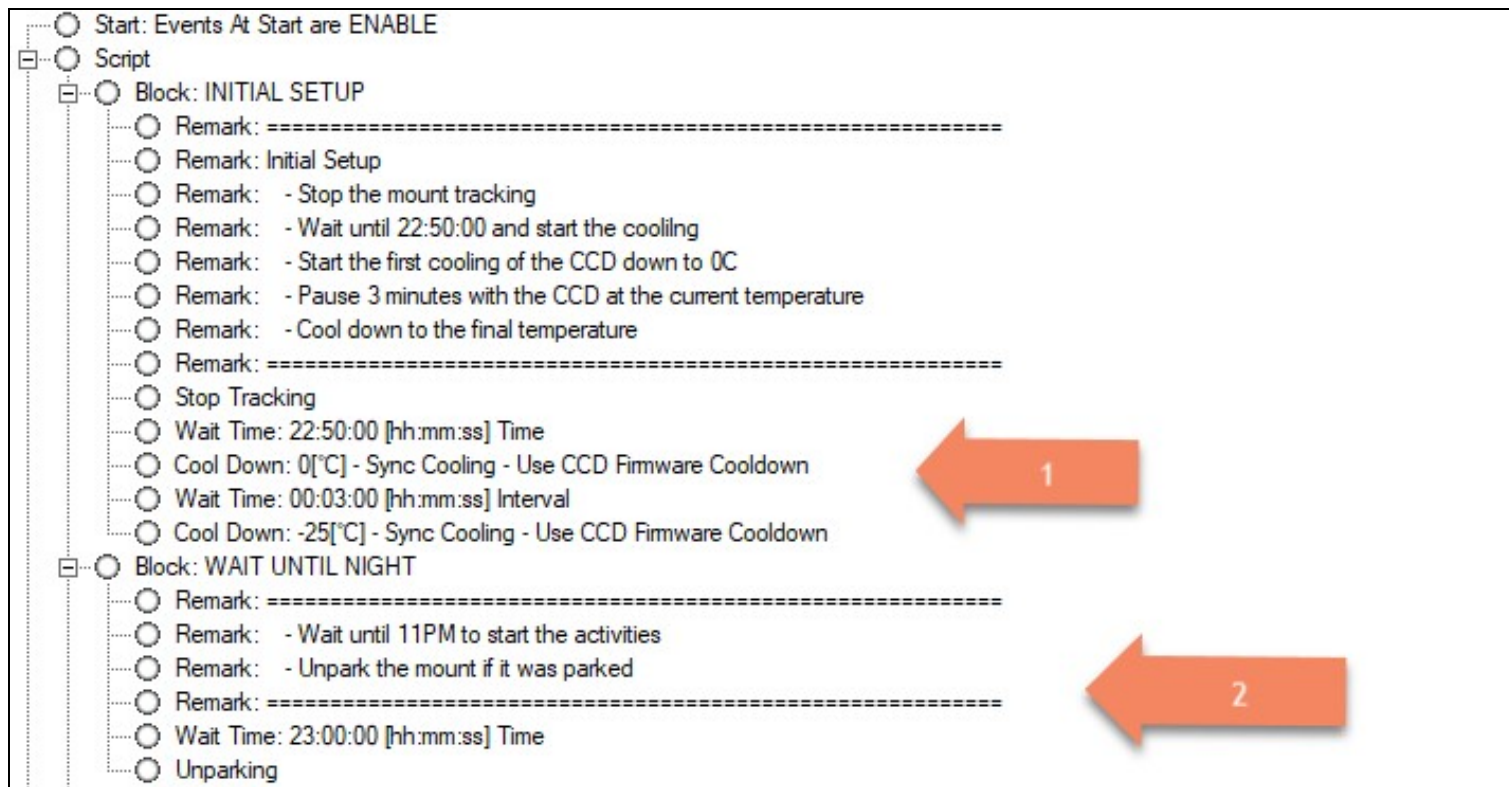 Start: Events At Start are ENABLE
Script
Block: INITIAL SETUP
Remark: ==========================================================
Remark: Initial Setup
Remark: - Stop the mount tracking
Remark: - Wait until 22:50:00 and start the coolilng
Remark: - Start the first cooling of the CCD down to 0C
Remark: - Pause 3 minutes with the CCD at the current temperature
Remark: - Cool down to the final temperature
Remark: ==========================================================
Stop Tracking
Wait Time: 22:50:00 [hh:mm:ss] Time
Cool Down: 0[°C] - Sync Cooling - Use CCD Firmware Cooldown
1
Wait Time: 00:03:00 [hh:mm:ss] Interval
Cool Down: -25[°C] - Sync Cooling - Use CCD Firmware Cooldown
Block: WAIT UNTIL NIGHT
Remark: ==========================================================
Remark: - Wait until 11PM to start the activities
Remark: - Unpark the mount if it was parked
Remark: ==========================================================
2
Wait Time: 23:00:00 [hh:mm:ss] Time
Unparking